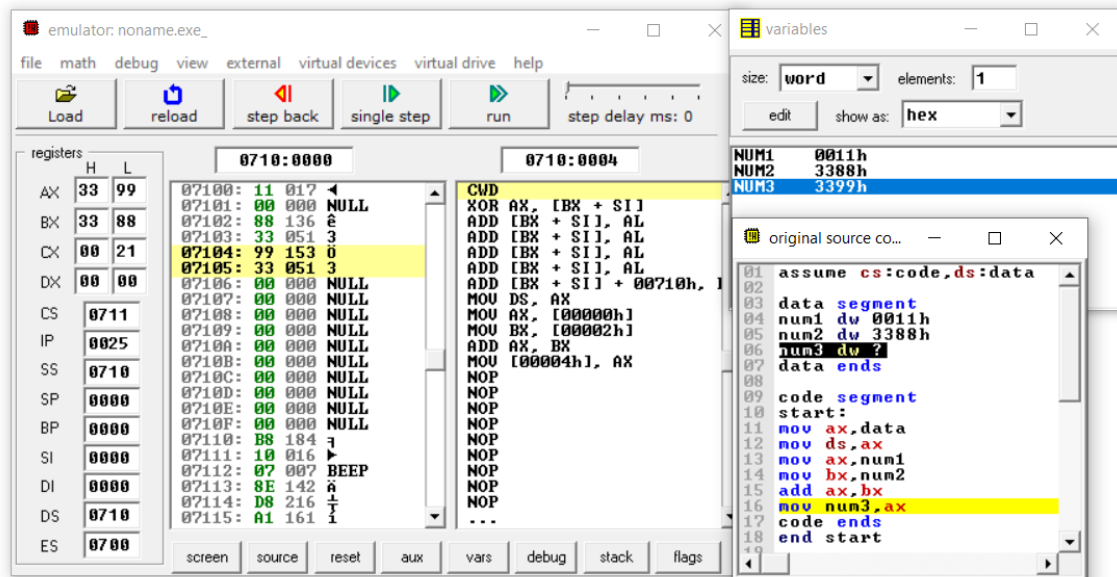 emulator: noname.exe_
file math debug view external virtual devices virtual drive help
Load reload step back single step run step delay ms: 0
registers
H L
AX 33 99
BX 33 88
CX 00 21
DX 00 00
CS 0711
IP 0025
SS 0710
SP 0000
BP 0000
SI 0000
DI 0000
DS 0710
ES 0700
0710:0000
07100: 11 017 ◄
07101: 00 000 NULL
07102: 88 136 ê
07103: 33 051 3
07104: 99 153 Ö
07105: 33 051 3
07106: 00 000 NULL
07107: 00 000 NULL
07108: 00 000 NULL
07109: 00 000 NULL
0710A: 00 000 NULL
0710B: 00 000 NULL
0710C: 00 000 NULL
0710D: 00 000 NULL
0710E: 00 000 NULL
0710F: 00 000 NULL
07110: B8 184 ╕
07111: 10 016 ►
07112: 07 007 BEEP
07113: 8E 142 Ä
07114: D8 216 ╪
07115: A1 161 í
0710:0004
CWD
XOR AX, [BX + SI]
ADD [BX + SI], AL
ADD [BX + SI], AL
ADD [BX + SI], AL
ADD [BX + SI], AL
ADD [BX + SI] + 00710h,
MOV DS, AX
MOV AX, [00000h]
MOV BX, [00002h]
ADD AX, BX
MOV [00004h], AX
NOP
NOP
NOP
NOP
NOP
NOP
NOP
NOP
NOP
...
screen source reset aux vars debug stack flags
variables
size: word elements: 1
edit show as: hex
NUM1 0011h
NUM2 3388h
NUM3 3399h
original source co...
01 assume cs:code,ds:data
02
03 data segment
04 num1 dw 0011h
05 num2 dw 3388h
06 num3 dw ?
07 data ends
08
09 code segment
10 start:
11 mov ax,data
12 mov ds,ax
13 mov ax,num1
14 mov bx,num2
15 add ax,bx
16 mov num3,ax
17 code ends
18 end start
19